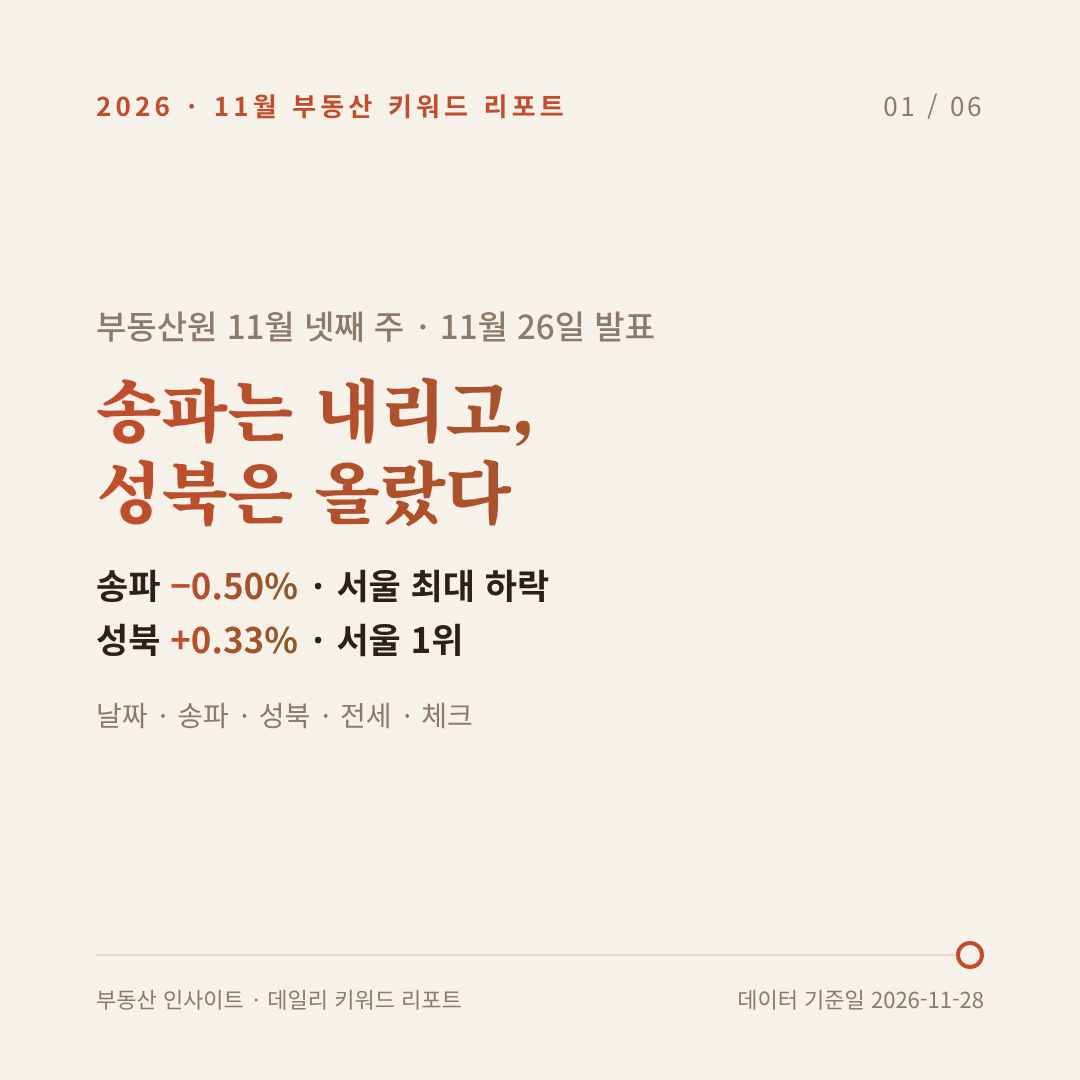 2026 · 11월 부동산 키워드 리포트
01 / 06
부동산원 11월 넷째 주 · 11월 26일 발표
송파는 내리고,
성북은 올랐다
송파 −0.50% · 서울 최대 하락
성북 +0.33% · 서울 1위
날짜 · 송파 · 성북 · 전세 · 체크
부동산 인사이트 · 데일리 키워드 리포트
데이터 기준일 2026-11-28